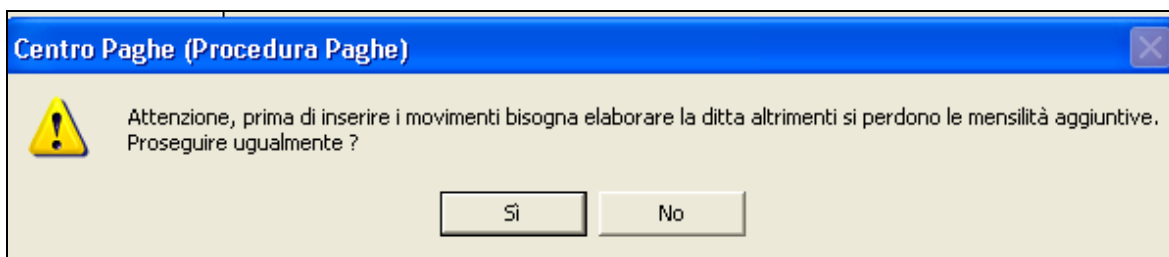 Centro Paghe (Procedura Paghe)
Attenzione, prima di inserire i movimenti bisogna elaborare la ditta altrimenti si perdono le mensilità aggiuntive.
Proseguire ugualmente ?
Sì
No